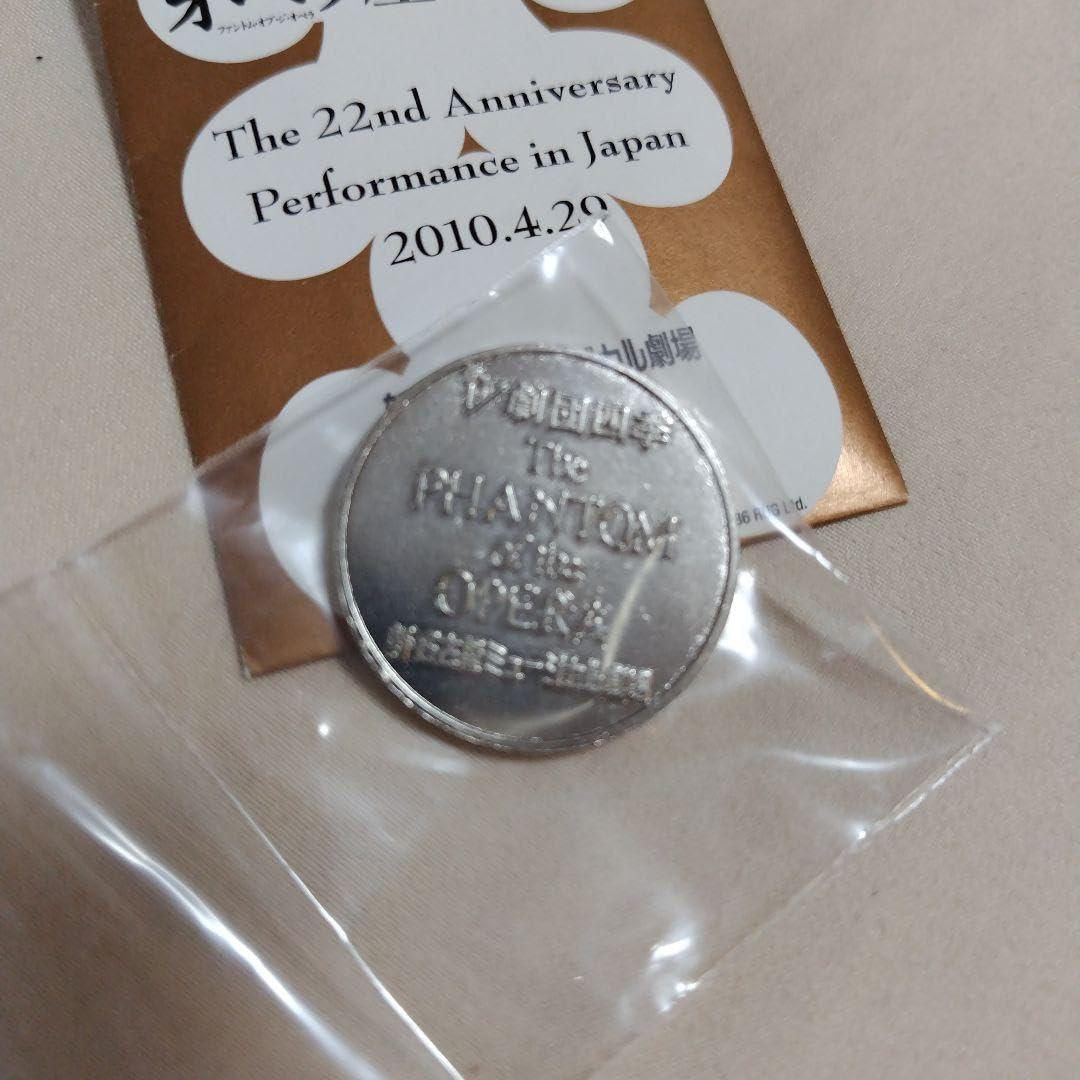 ファントム・オブ・ジ・オペラ
The 22nd Anniversary
Performance in Japan
2010.4.29
カル劇場
86 RUG Ltd.
劇団四季
The
PHANTOM
of the
OPERA
新名古屋ミュージカル劇場